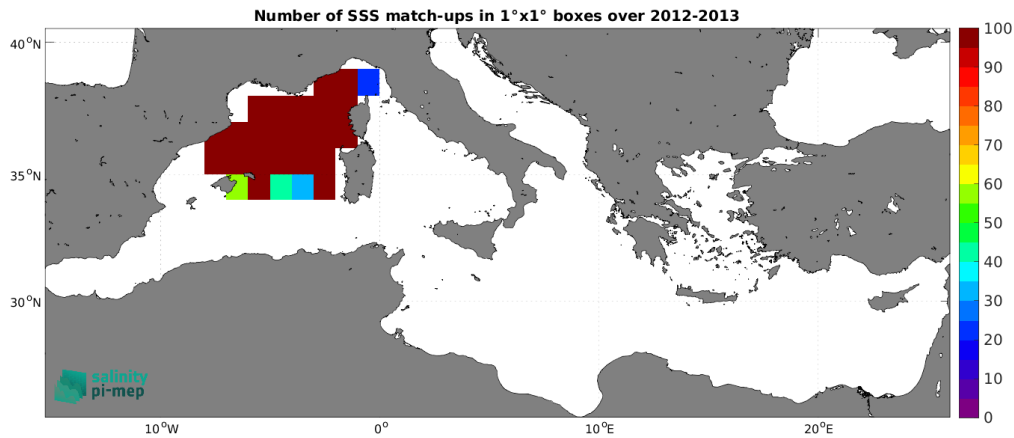 Number of SSS match-ups in 1°x1° boxes over 2012-2013
40°N
35°N
30°N
10°W
0°
10°E
20°E
100
90
80
70
60
50
40
30
20
10
0
salinity
pi-mep